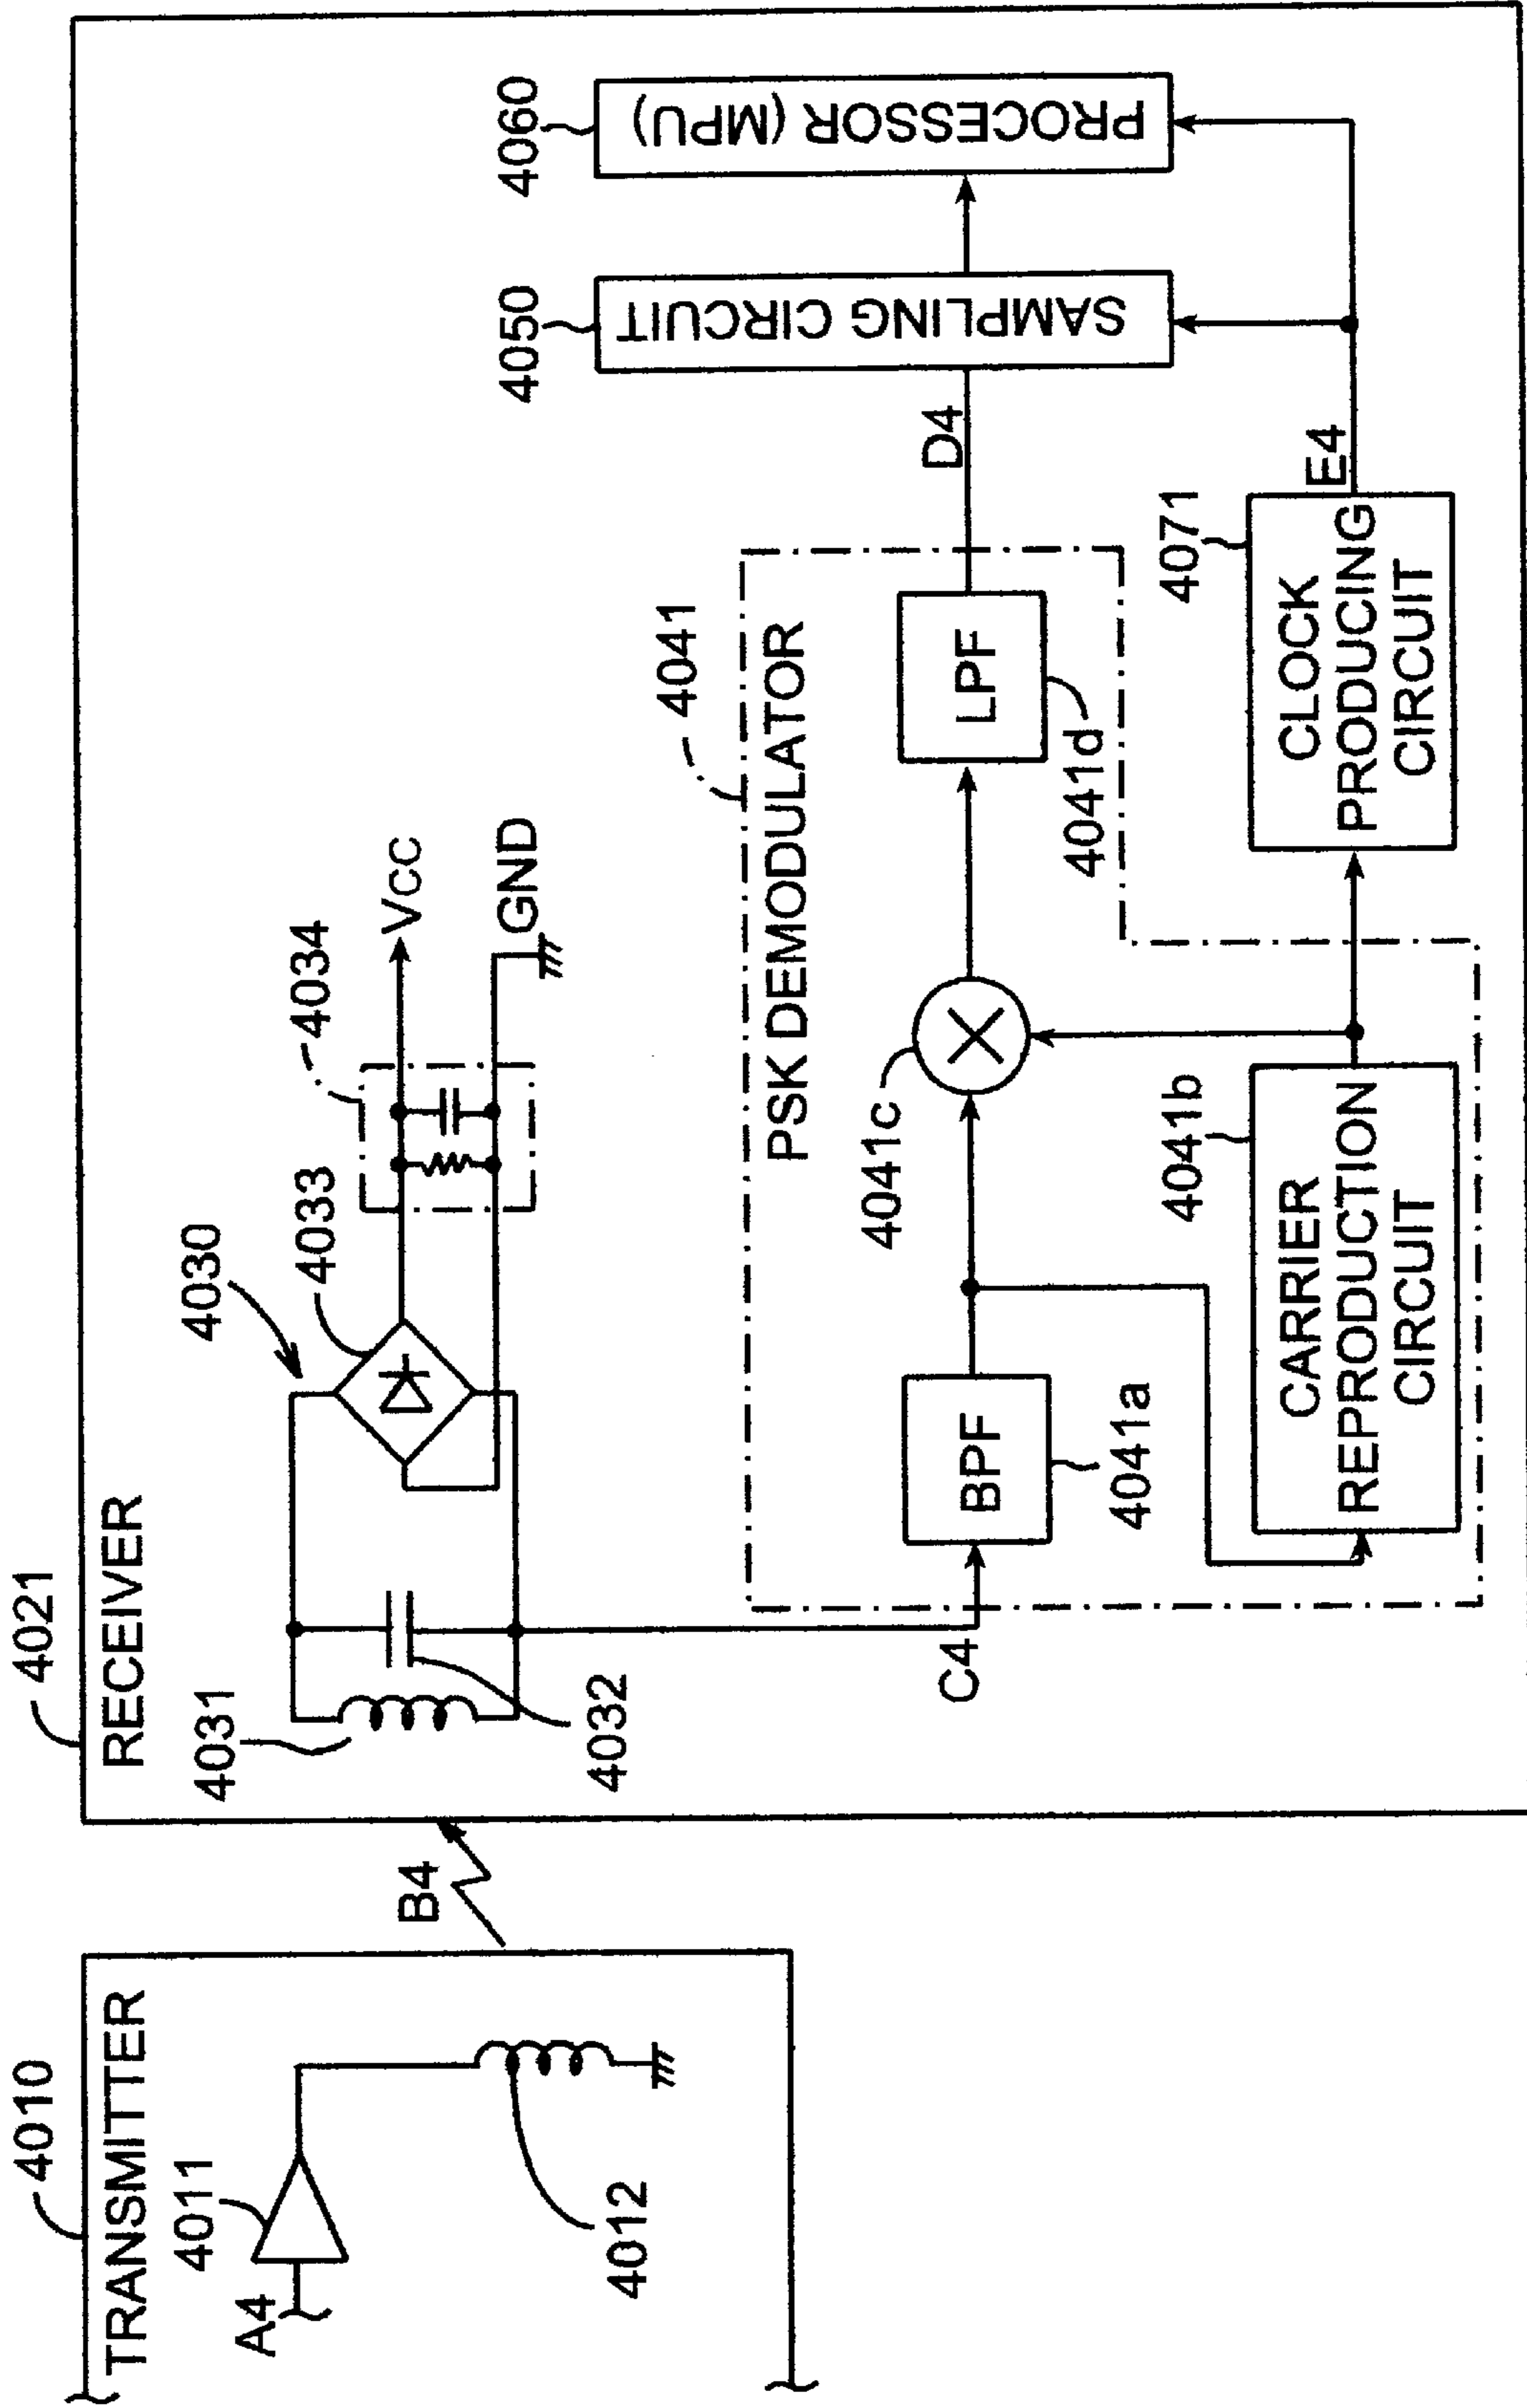 4010
TRANSMITTER
4011
A4
4012
B4
4021
RECEIVER
4030
4031
4032
4033
4034
VCC
GND
4041
PSK DEMODULATOR
C4
BPF
4041a
4041c
LPF
4041d
D4
CARRIER
REPRODUCTION
CIRCUIT
4041b
CLOCK
PRODUCING
CIRCUIT
4071
E4
4050
SAMPLING CIRCUIT
4060
PROCESSOR (MPU)